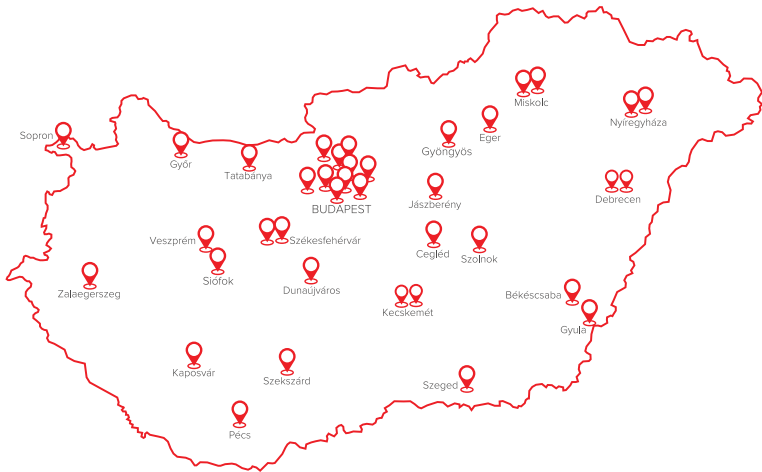 Miskolc
Nyíregyháza
Sopron
Eger
Győr
Gyöngyös
Tatabánya
Debrecen
Jászberény
BUDAPEST
Veszprém
Székesfehérvár
Cegléd
Szolnok
Siófok
Zalaegerszeg
Dunaújváros
Békéscsaba
Kecskemét
Gyula
Kaposvár
Szekszárd
Szeged
Pécs